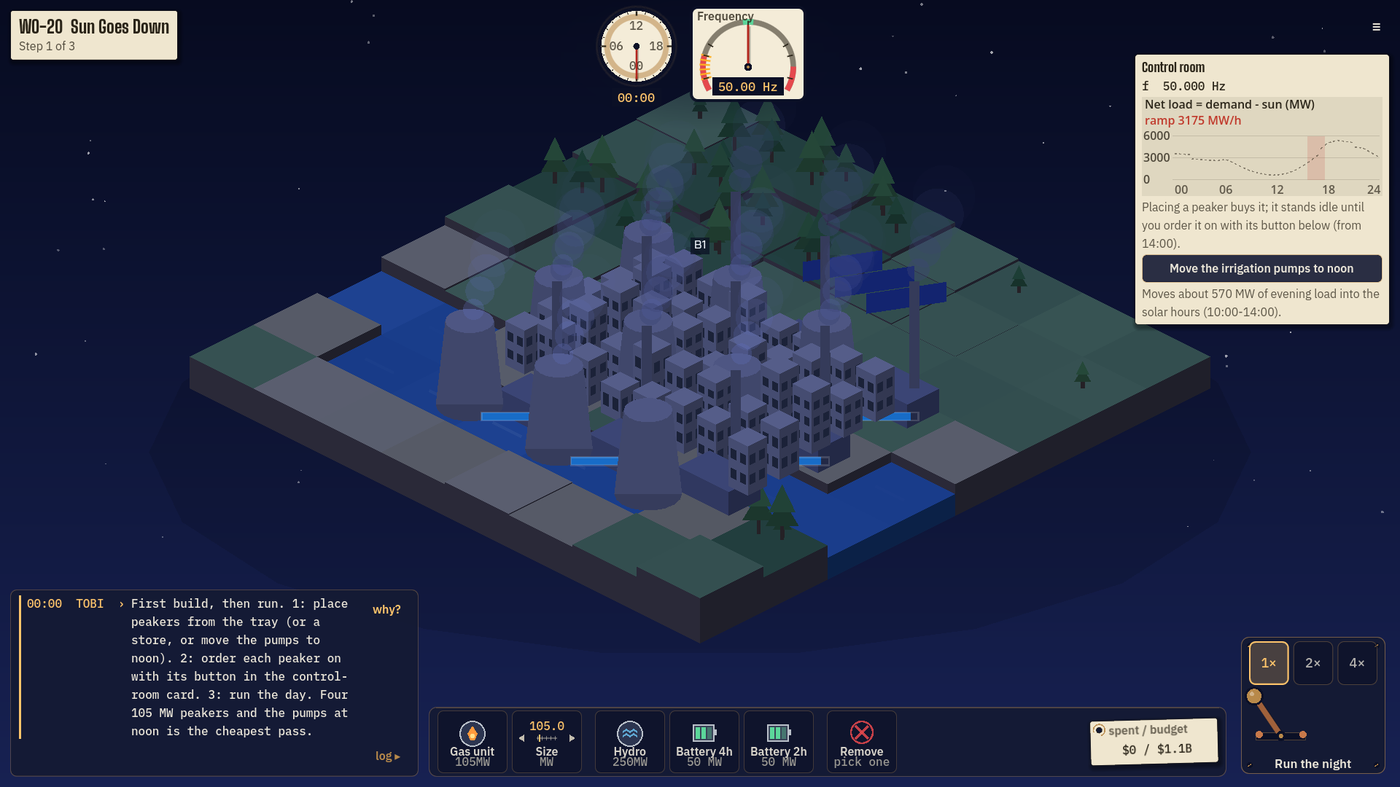 WO-20 Sun Goes Down
Step 1 of 3
12
06
18
00
00:00
Frequency
50.00 Hz
≡
Control room
f 50.000 Hz
Net load = demand - sun (MW)
ramp 3175 MW/h
6000
3000
0
00 06 12 18 24
Placing a peaker buys it; it stands idle until
you order it on with its button below (from
14:00).
Move the irrigation pumps to noon
Moves about 570 MW of evening load into the
solar hours (10:00-14:00).
B1
00:00 TOBI › First build, then run. 1: place
peakers from the tray (or a
store, or move the pumps to
noon). 2: order each peaker on
with its button in the control-
room card. 3: run the day. Four
105 MW peakers and the pumps at
noon is the cheapest pass.
why?
log ▸
Gas unit
105MW
105.0
◀ ▶
Size
MW
Hydro
250MW
Battery 4h
50 MW
Battery 2h
50 MW
Remove
pick one
spent / budget
$0 / $1.1B
1× 2× 4×
Run the night